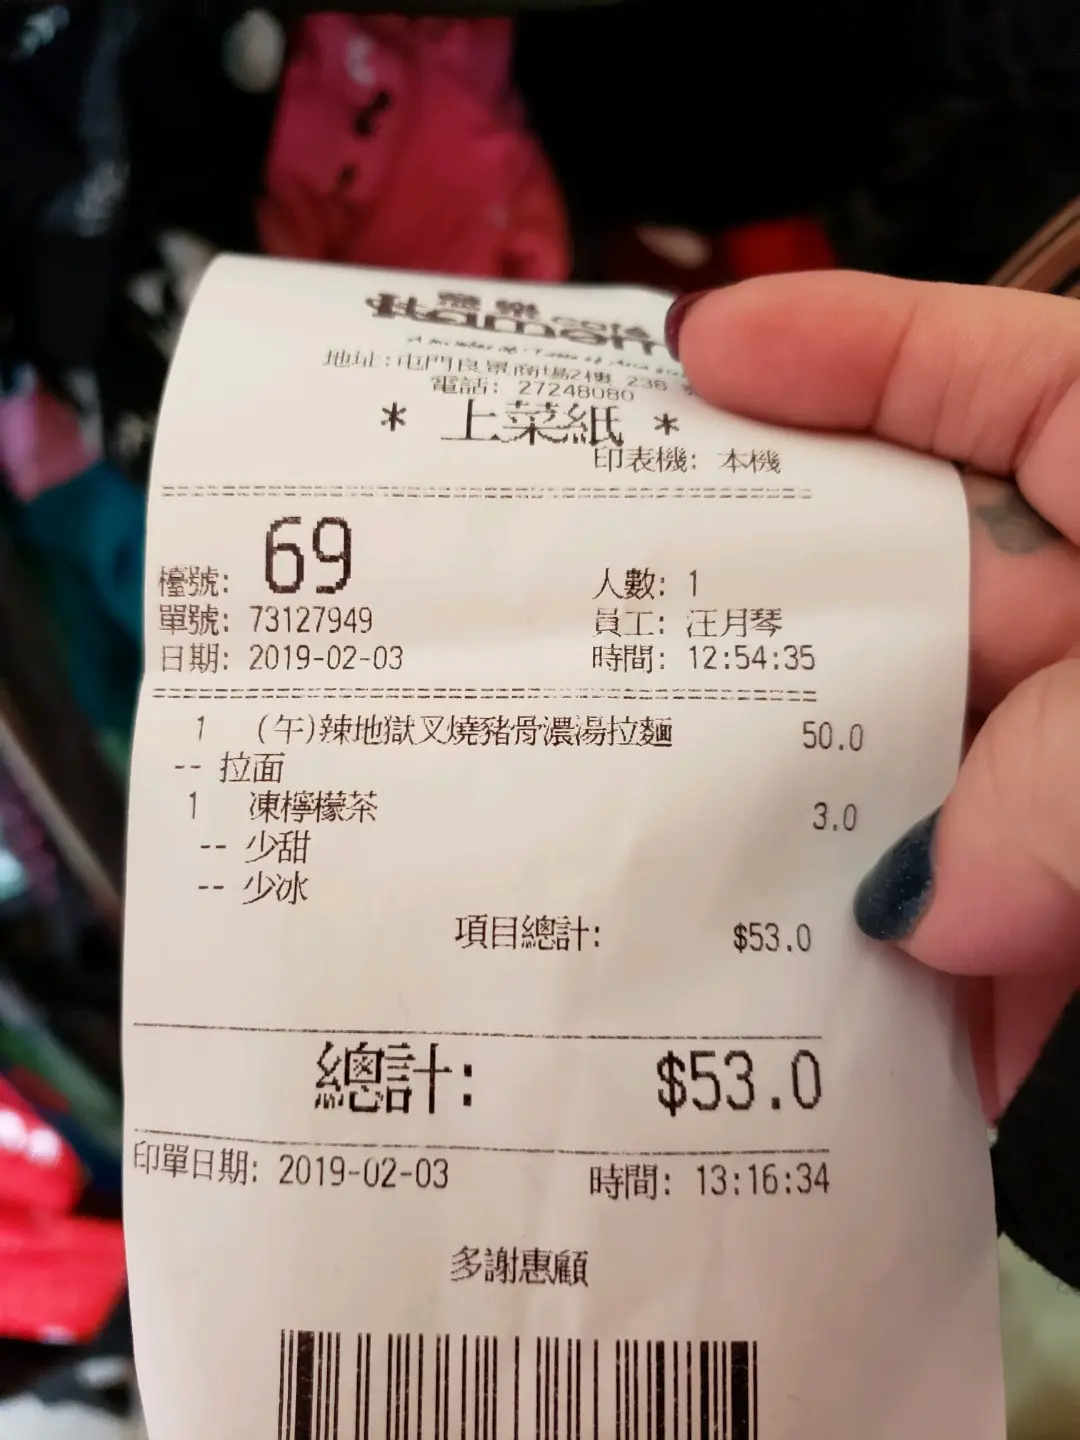 意樂 café
Itamomo
地址:屯門良景商場2樓 238
電話: 27248080
* 上菜紙 *
印表機: 本機
檯號: 69 人數: 1
單號: 73127949 員工: 汪月琴
日期: 2019-02-03 時間: 12:54:35
1 (午)辣地獄叉燒豬骨濃湯拉麵 50.0
-- 拉面
1 凍檸檬茶 3.0
-- 少甜
-- 少冰
項目總計: $53.0
總計: $53.0
印單日期: 2019-02-03 時間: 13:16:34
多謝惠顧